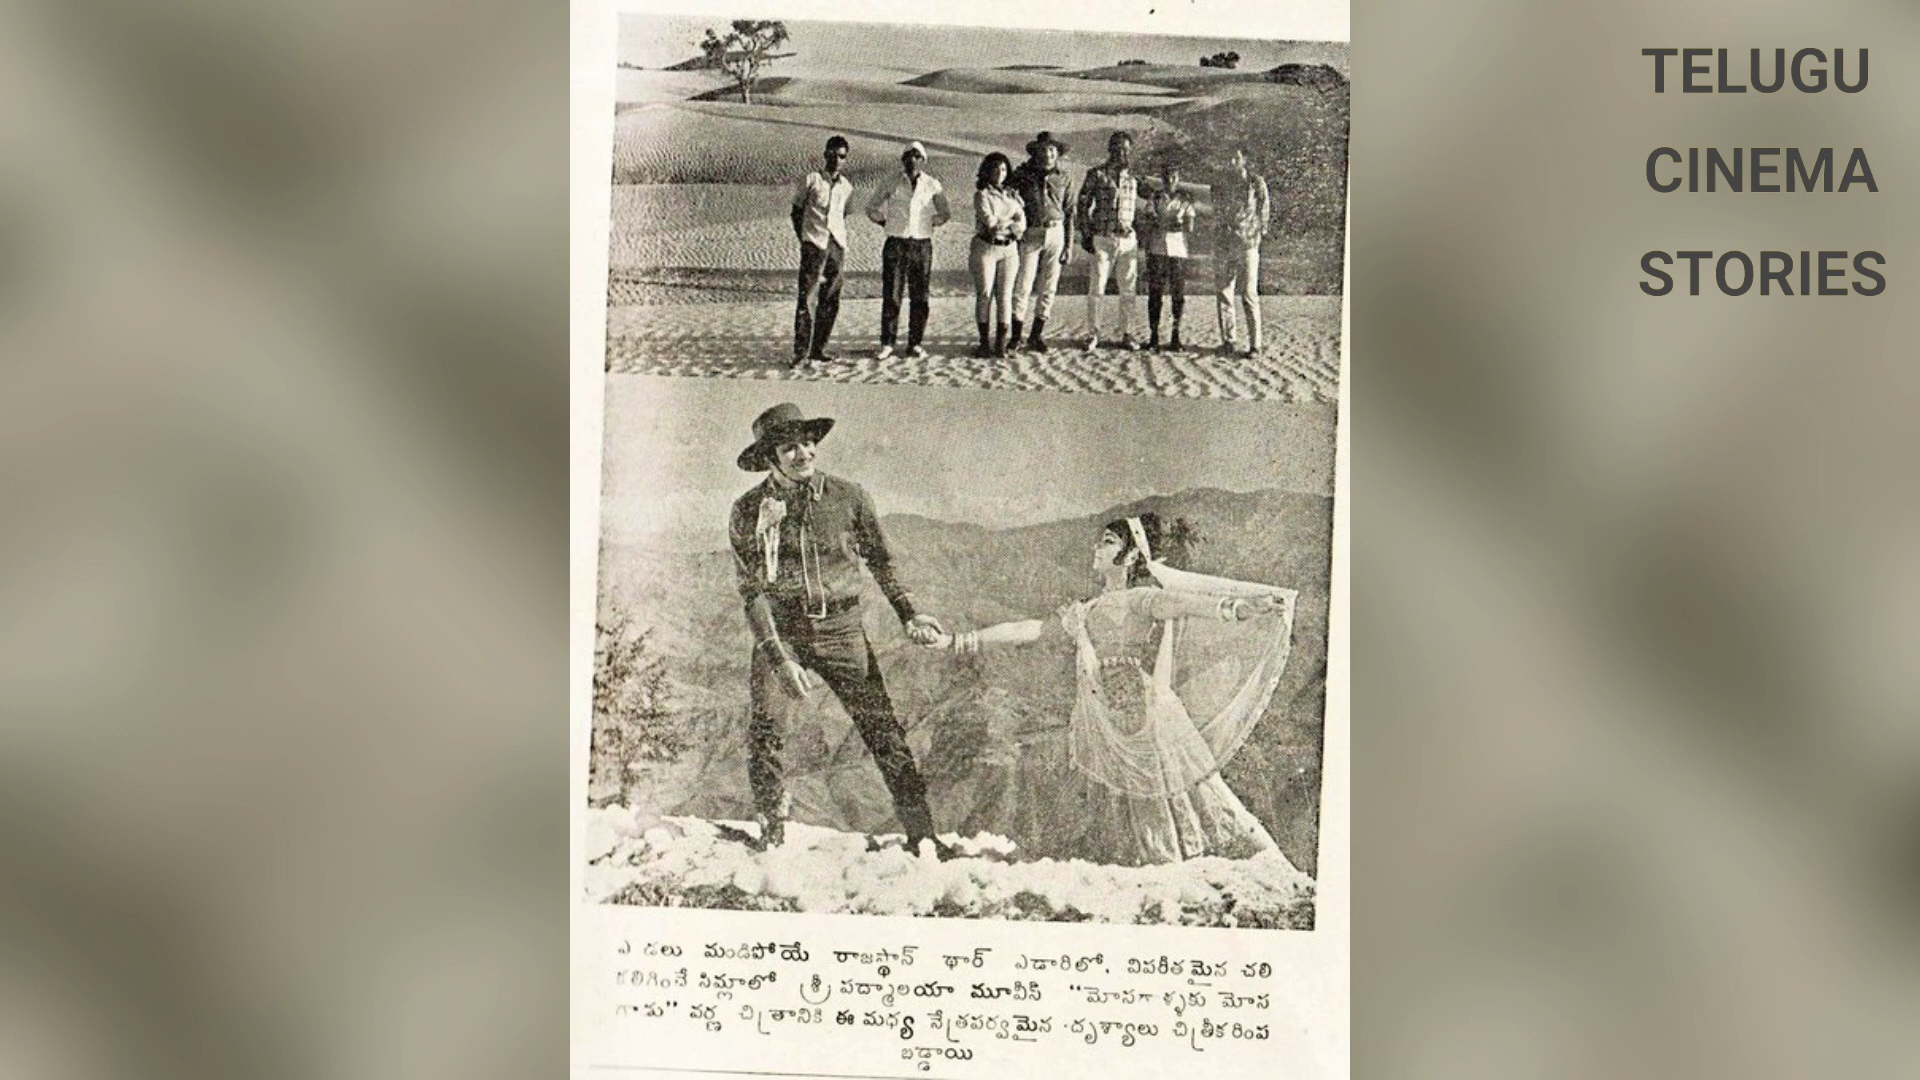 TELUGU
CINEMA
STORIES
ఎండలు మండిపోయే రాజస్థాన్ థార్ ఎడారిలో, విపరీతమైన చలి
కలిగించే సిమ్లాలో శ్రీ పద్మాలయా మూవీస్ "మోసగాళ్ళకు మోస
గాడు" వర్ణ చిత్రానికి ఈ మధ్య నేత్రపర్వమైన దృశ్యాలు చిత్రీకరింప
బడ్డాయి